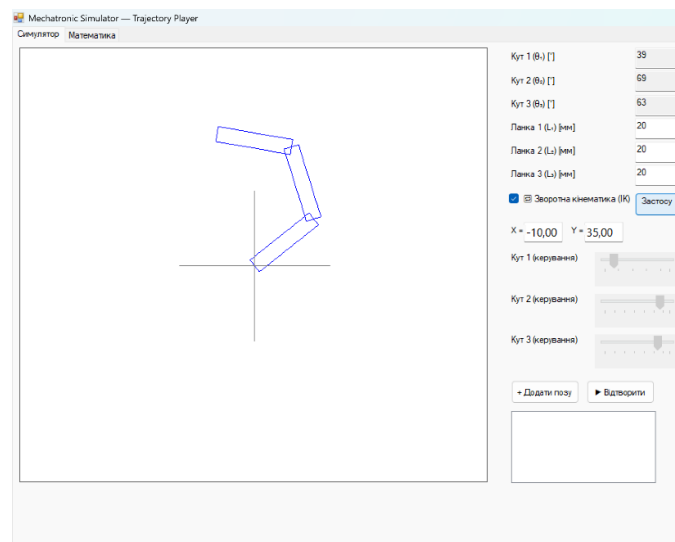 Mechatronic Simulator — Trajectory Player
Симулятор Математика
Кут 1 (θ₁) [°] 39
Кут 2 (θ₂) [°] 69
Кут 3 (θ₃) [°] 63
Ланка 1 (L₁) [мм] 20
Ланка 2 (L₂) [мм] 20
Ланка 3 (L₃) [мм] 20
Зворотна кінематика (IK) Застосу
X = -10,00 Y = 35,00
Кут 1 (керування)
Кут 2 (керування)
Кут 3 (керування)
+ Додати позу ► Відтворити